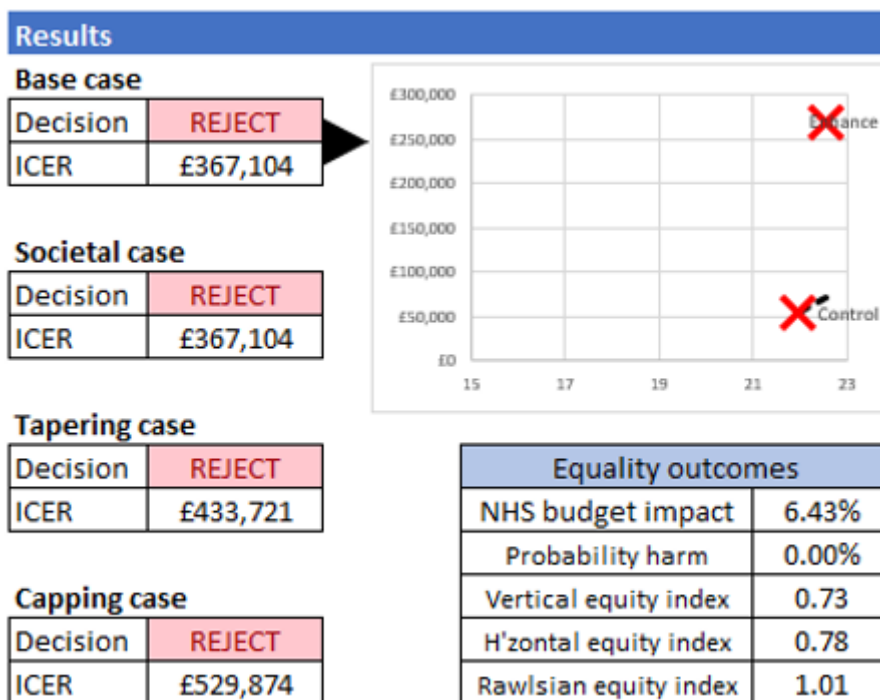 Results
Base case
Decision REJECT
ICER £367,104
Societal case
Decision REJECT
ICER £367,104
Tapering case
Decision REJECT
ICER £433,721
Capping case
Decision REJECT
ICER £529,874
£300,000
£250,000
£200,000
£150,000
£100,000
£50,000
£0
15 17 19 21 23
Control
Equality outcomes
NHS budget impact 6.43%
Probability harm 0.00%
Vertical equity index 0.73
H'zontal equity index 0.78
Rawlsian equity index 1.01